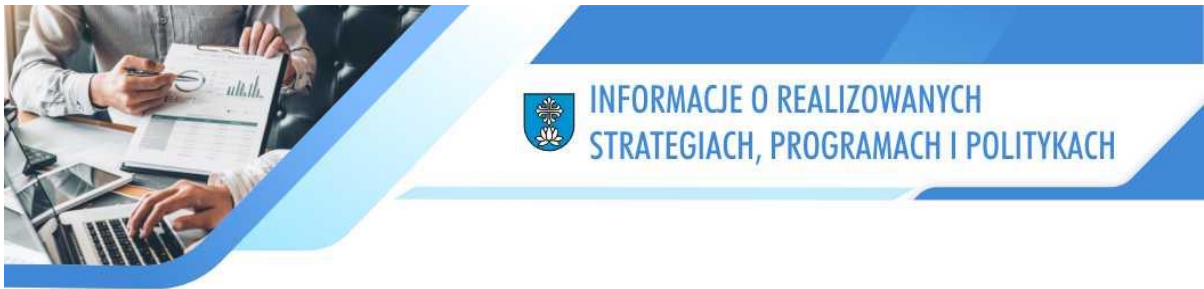 INFORMACJE O REALIZOWANYCH
STRATEGIACH, PROGRAMACH I POLITYKACH